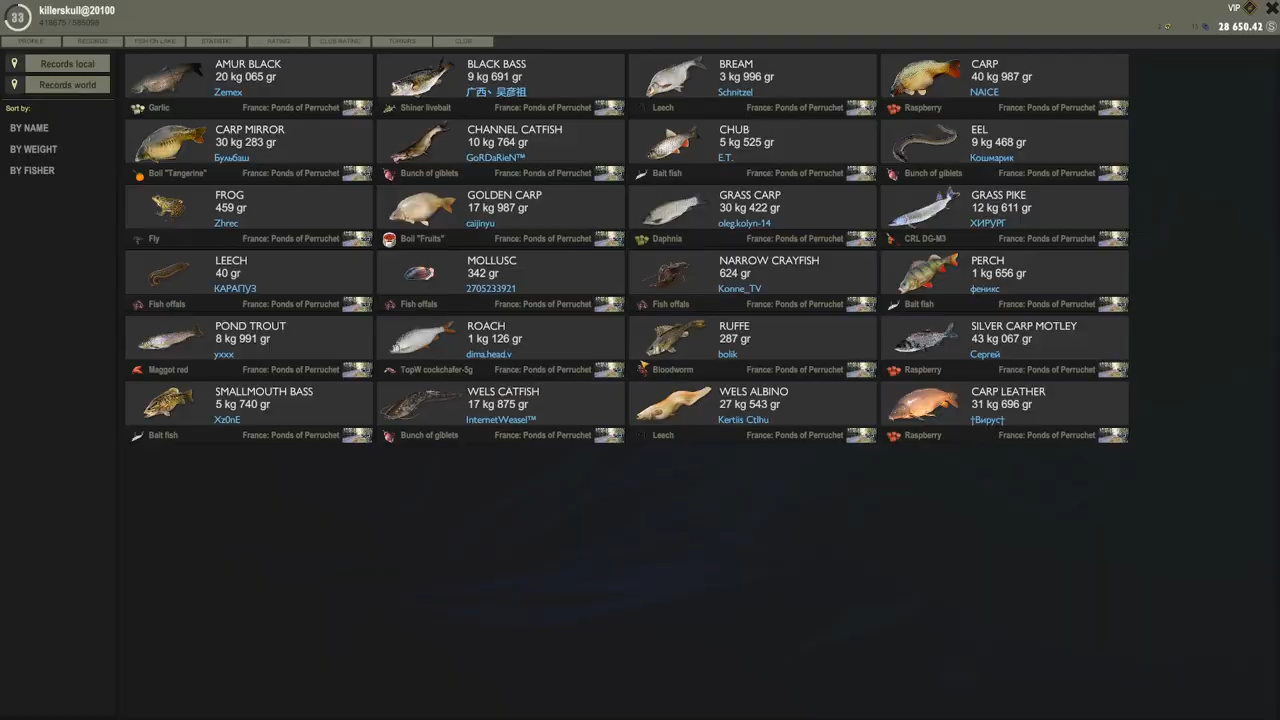 33
killerskull@20100
418675 / 585098
VIP
28 650.42
PROFILE RECORDS FISH ON LAKE STATISTIC RATING CLUB RATING TORNIRS CLUB
Records local
Records world
Sort by:
BY NAME
BY WEIGHT
BY FISHER
AMUR BLACK
20 kg 065 gr
Zemex
Garlic France: Ponds of Perruchet
BLACK BASS
9 kg 691 gr
广西丶吴彦祖
Shiner livebait France: Ponds of Perruchet
BREAM
3 kg 996 gr
Schnitzel
Leech France: Ponds of Perruchet
CARP
40 kg 987 gr
NAICE
Raspberry France: Ponds of Perruchet
CARP MIRROR
30 kg 283 gr
Бульбаш
Boil "Tangerine" France: Ponds of Perruchet
CHANNEL CATFISH
10 kg 764 gr
GoRDaRieN™
Bunch of giblets France: Ponds of Perruchet
CHUB
5 kg 525 gr
E.T.
Bait fish France: Ponds of Perruchet
EEL
9 kg 468 gr
Кошмарик
Bunch of giblets France: Ponds of Perruchet
FROG
459 gr
Zhrec
Fly France: Ponds of Perruchet
GOLDEN CARP
17 kg 987 gr
caijinyu
Boil "Fruits" France: Ponds of Perruchet
GRASS CARP
30 kg 422 gr
oleg.kolyn-14
Daphnia France: Ponds of Perruchet
GRASS PIKE
12 kg 611 gr
ХИРУРГ
CRL DG-M3 France: Ponds of Perruchet
LEECH
40 gr
КАРАПУЗ
Fish offals France: Ponds of Perruchet
MOLLUSC
342 gr
2705233921
Fish offals France: Ponds of Perruchet
NARROW CRAYFISH
624 gr
Konne_TV
Fish offals France: Ponds of Perruchet
PERCH
1 kg 656 gr
феникс
Bait fish France: Ponds of Perruchet
POND TROUT
8 kg 991 gr
yxxx
Maggot red France: Ponds of Perruchet
ROACH
1 kg 126 gr
dima.head.v
TopW cockchafer-5g France: Ponds of Perruchet
RUFFE
287 gr
bolik
Bloodworm France: Ponds of Perruchet
SILVER CARP MOTLEY
43 kg 067 gr
Сергей
Raspberry France: Ponds of Perruchet
SMALLMOUTH BASS
5 kg 740 gr
Xz0nE
Bait fish France: Ponds of Perruchet
WELS CATFISH
17 kg 875 gr
InternetWeasel™
Bunch of giblets France: Ponds of Perruchet
WELS ALBINO
27 kg 543 gr
Kertiis Ctlhu
Leech France: Ponds of Perruchet
CARP LEATHER
31 kg 696 gr
†Вирус†
Raspberry France: Ponds of Perruchet